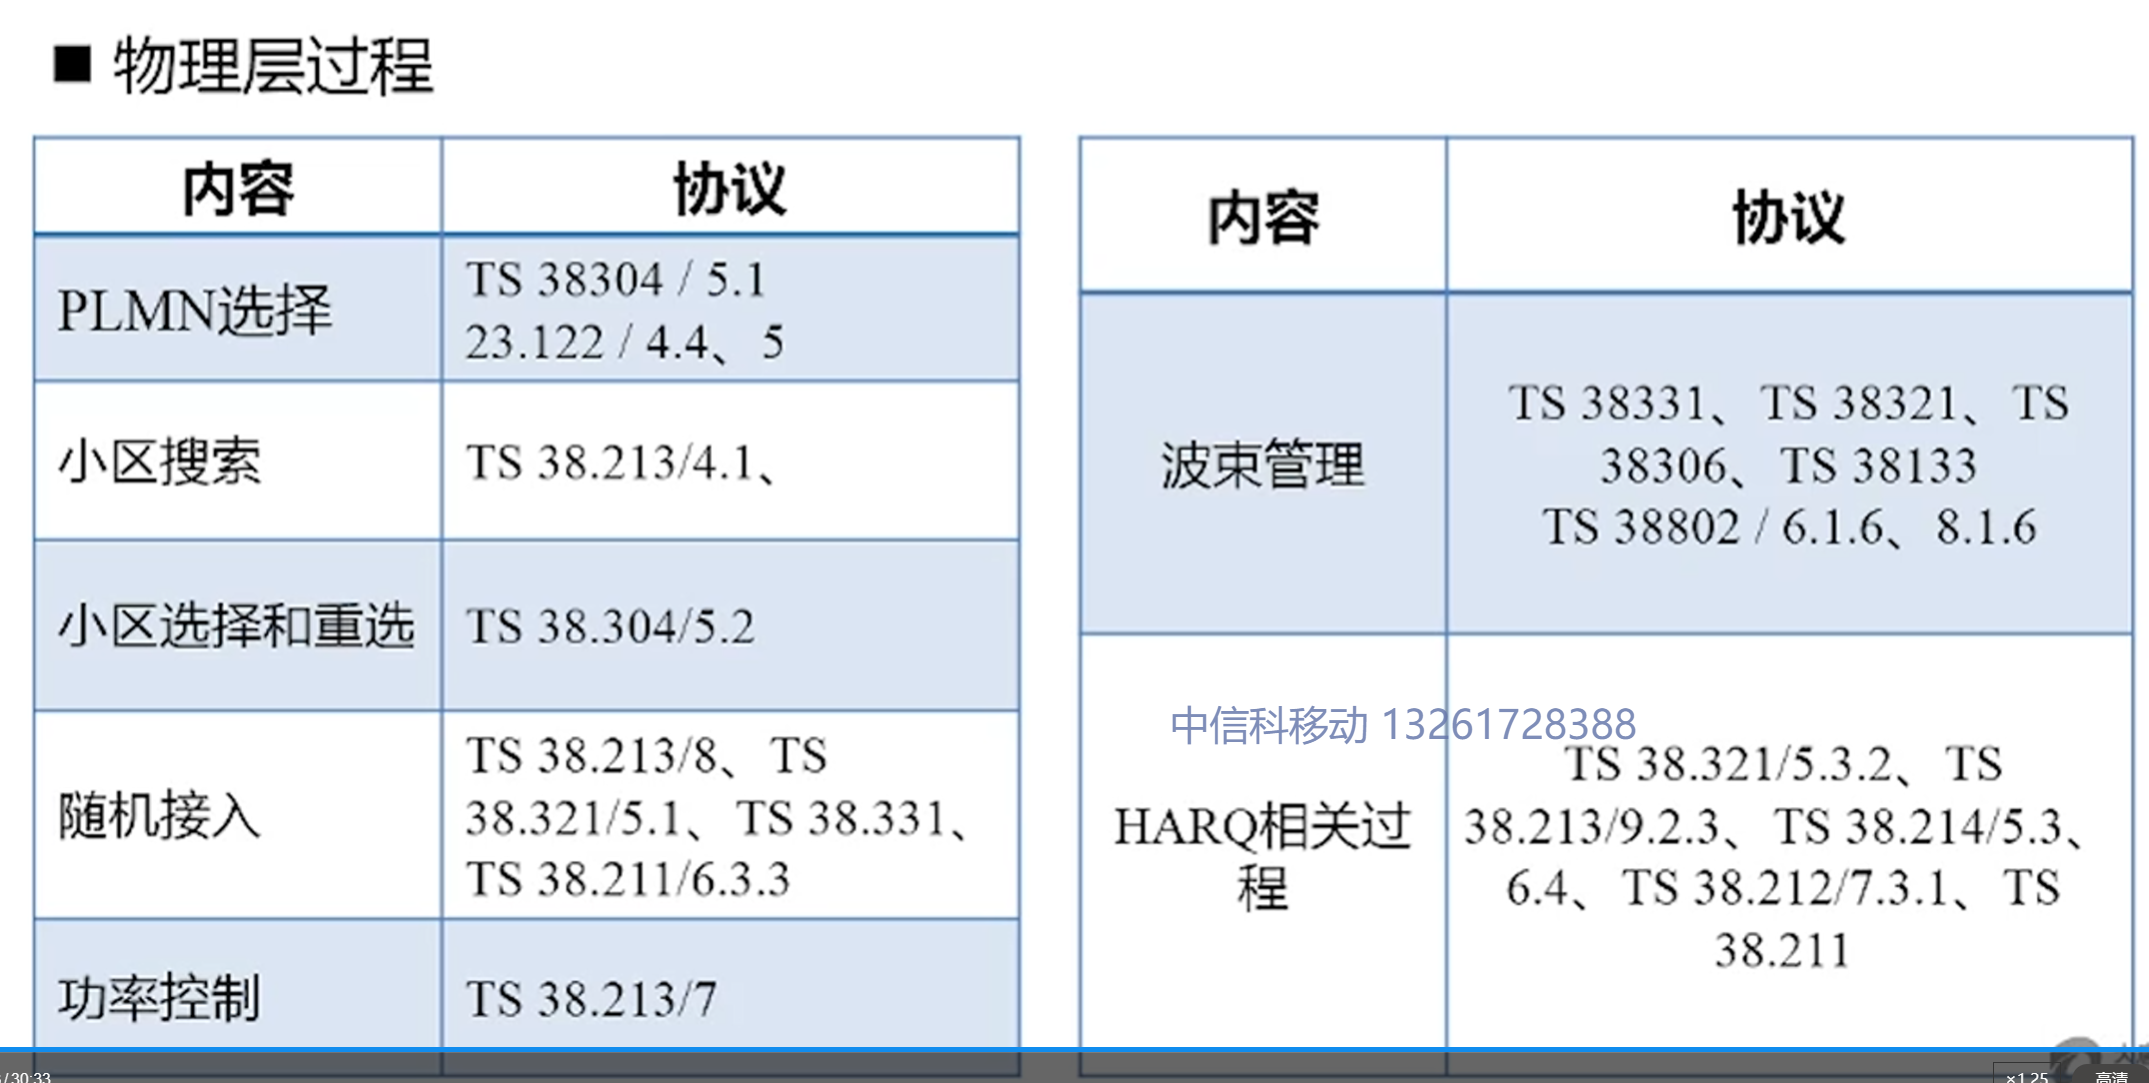 ■ 物理层过程
内容
协议
PLMN选择
TS 38304 / 5.1
23.122 / 4.4、5
小区搜索
TS 38.213/4.1、
小区选择和重选
TS 38.304/5.2
随机接入
TS 38.213/8、TS
38.321/5.1、TS 38.331、
TS 38.211/6.3.3
功率控制
TS 38.213/7
内容
协议
波束管理
TS 38331、TS 38321、TS
38306、TS 38133
TS 38802 / 6.1.6、8.1.6
中信科移动 13261728388
HARQ相关过
程
TS 38.321/5.3.2、TS
38.213/9.2.3、TS 38.214/5.3、
6.4、TS 38.212/7.3.1、TS
38.211
/30:33
×1.25
高清